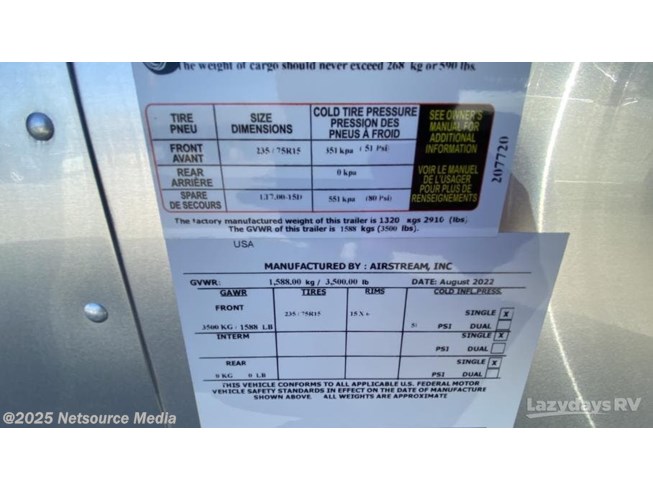 The weight of cargo should never exceed 268 kg or 590 lbs.
TIRE PNEU SIZE DIMENSIONS COLD TIRE PRESSURE PRESSION DES PNEUS À FROID
SEE OWNER'S MANUAL FOR ADDITIONAL INFORMATION
FRONT AVANT 235 / 75R15 351 kpa ( 51 PSI)
REAR ARRIÈRE 0 kpa
VOIR LE MANUEL DE L'USAGER POUR PLUS DE RENSEIGNEMENTS
SPARE DE SECOURS LT7.00-15D 551 kpa (80 Psi)
207720
The factory manufactured weight of this trailer is 1320 kgs 2910 (lbs)
The GVWR of this trailer is 1588 kgs (3500 lbs).
USA
MANUFACTURED BY : AIRSTREAM, INC
GVWR: 1,588.00 kg / 3,500.00 lb DATE: August 2022
GAWR TIRES RIMS COLD INFL.PRESS.
FRONT 235 / 75R15 15 X SINGLE X
3500 KG / 1588 LB PSI DUAL
INTERM SINGLE X
PSI DUAL
REAR SINGLE X
0 KG 0 LB PSI DUAL
THIS VEHICLE CONFORMS TO ALL APPLICABLE U.S. FEDERAL MOTOR
VEHICLE SAFETY STANDARDS IN EFFECT ON THE DATE OF MANUFACTURE
SHOWN ABOVE ALL WEIGHTS ARE APPROXIMATE
©2025 Netsource Media
Lazydays RV